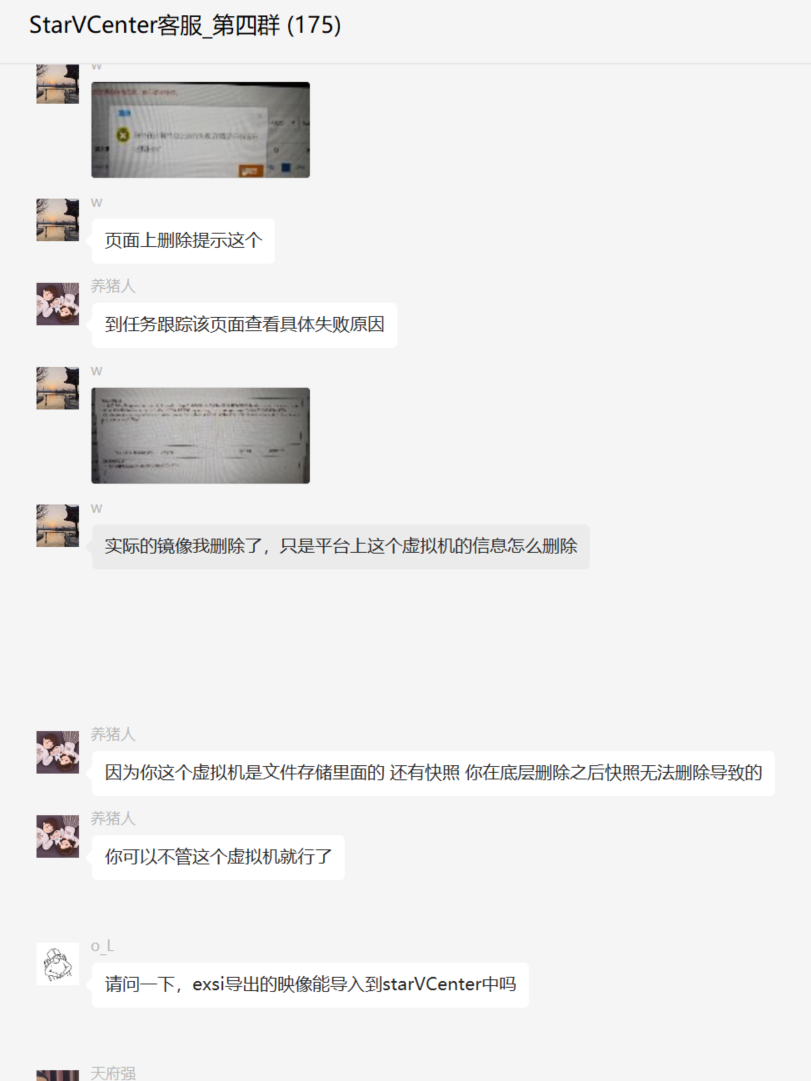 StarVCenter客服_第四群 (175)
w
w
页面上删除提示这个
养猪人
到任务跟踪该页面查看具体失败原因
w
w
实际的镜像我删除了，只是平台上这个虚拟机的信息怎么删除
养猪人
因为你这个虚拟机是文件存储里面的 还有快照 你在底层删除之后快照无法删除导致的
养猪人
你可以不管这个虚拟机就行了
o_L
请问一下，exsi导出的映像能导入到starVCenter中吗
天府强